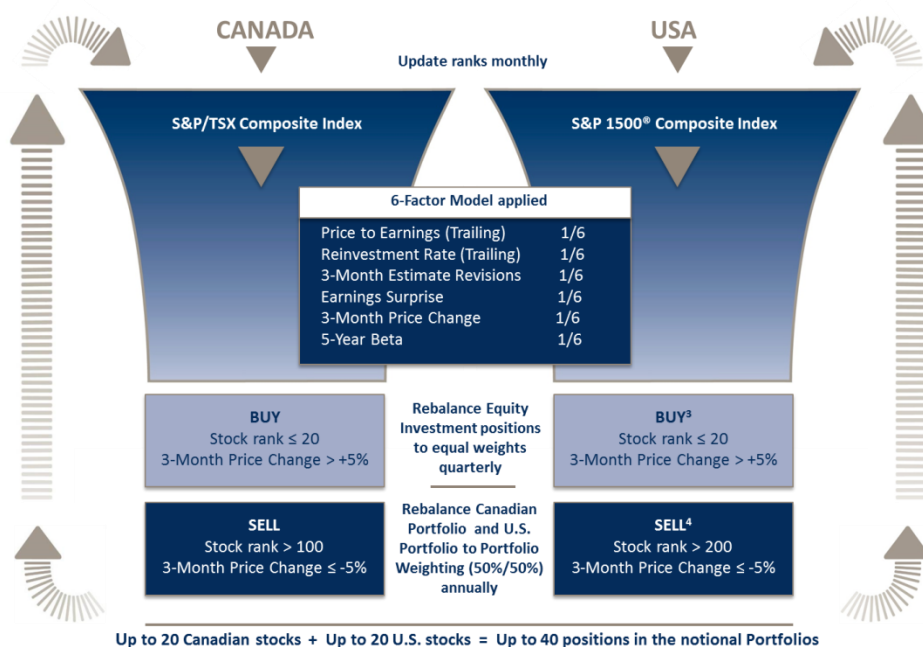 CANADA
USA
Update ranks monthly
S&P/TSX Composite Index
S&P 1500® Composite Index
6-Factor Model applied
Price to Earnings (Trailing) 1/6
Reinvestment Rate (Trailing) 1/6
3-Month Estimate Revisions 1/6
Earnings Surprise 1/6
3-Month Price Change 1/6
5-Year Beta 1/6
BUY
Stock rank ≤ 20
3-Month Price Change > +5%
Rebalance Equity
Investment positions
to equal weights
quarterly
BUY³
Stock rank ≤ 20
3-Month Price Change > +5%
SELL
Stock rank > 100
3-Month Price Change ≤ -5%
Rebalance Canadian
Portfolio and U.S.
Portfolio to Portfolio
Weighting (50%/50%)
annually
SELL⁴
Stock rank > 200
3-Month Price Change ≤ -5%
Up to 20 Canadian stocks + Up to 20 U.S. stocks = Up to 40 positions in the notional Portfolios